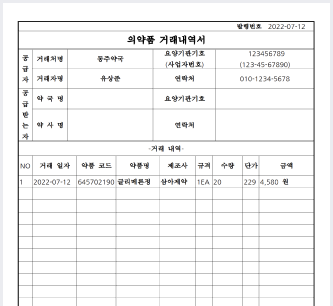 발행번호 2022-07-12
의약품 거래내역서
공급자 거래처명 동주약국 요양기관기호 (사업자번호) 123456789 (123-45-67890)
거래자명 유상준 연락처 010-1234-5678
공급받는자 약 국 명 요양기관기호
약 사 명 연락처
-거래 내역-
NO 거래 일자 약품 코드 약품명 제조사 규격 수량 단가 금액
1 2022-07-12 645702190 글리메론정 삼아제약 1EA 20 229 4,580 원